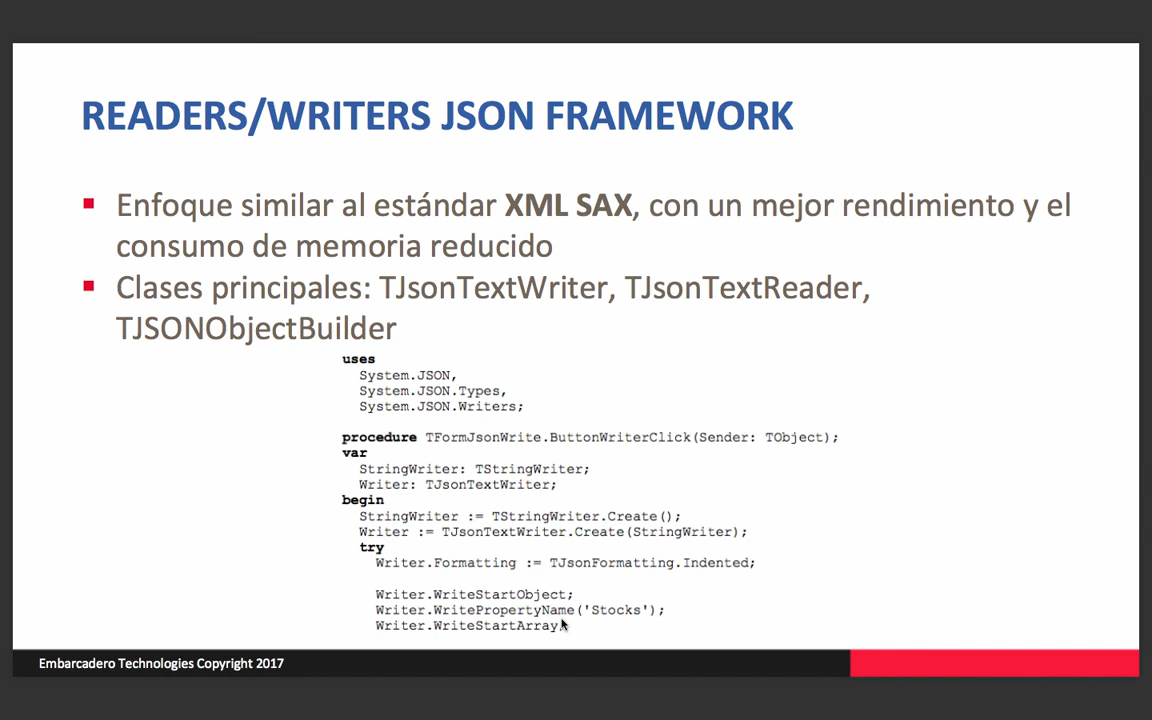 READERS/WRITERS JSON FRAMEWORK
Enfoque similar al estándar XML SAX, con un mejor rendimiento y el
consumo de memoria reducido
Clases principales: TJsonTextWriter, TJsonTextReader,
TJSONObjectBuilder
uses
System.JSON,
System.JSON.Types,
System.JSON.Writers;
procedure TFormJsonWrite.ButtonWriterClick(Sender: TObject);
var
StringWriter: TStringWriter;
Writer: TJsonTextWriter;
begin
StringWriter := TStringWriter.Create();
Writer := TJsonTextWriter.Create(StringWriter);
try
Writer.Formatting := TJsonFormatting.Indented;
Writer.WriteStartObject;
Writer.WritePropertyName('Stocks');
Writer.WriteStartArray;
Embarcadero Technologies Copyright 2017